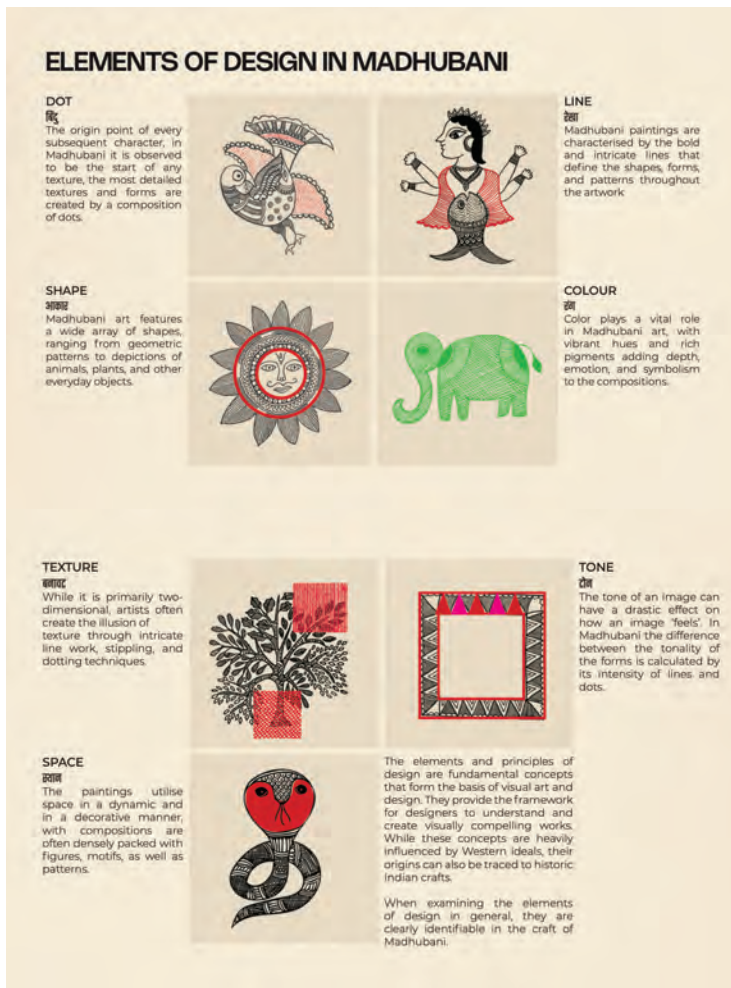 ELEMENTS OF DESIGN IN MADHUBANI
DOT
बिंदु
The origin point of every
subsequent character, in
Madhubani it is observed
to be the start of any
texture, the most detailed
textures and forms are
created by a composition
of dots.
LINE
रेखा
Madhubani paintings are
characterised by the bold
and intricate lines that
define the shapes, forms,
and patterns throughout
the artwork
SHAPE
आकार
Madhubani art features
a wide array of shapes,
ranging from geometric
patterns to depictions of
animals, plants, and other
everyday objects.
COLOUR
रंग
Color plays a vital role
in Madhubani art, with
vibrant hues and rich
pigments adding depth,
emotion, and symbolism
to the compositions.
TEXTURE
बनावट
While it is primarily two-
dimensional, artists often
create the illusion of
texture through intricate
line work, stippling, and
dotting techniques
TONE
टोन
The tone of an image can
have a drastic effect on
how an image 'feels'. In
Madhubani the difference
between the tonality of
the forms is calculated by
its intensity of lines and
dots.
SPACE
स्थान
The paintings utilise
space in a dynamic and
in a decorative manner,
with compositions are
often densely packed with
figures, motifs, as well as
patterns.
The elements and principles of
design are fundamental concepts
that form the basis of visual art and
design. They provide the framework
for designers to understand and
create visually compelling works.
While these concepts are heavily
influenced by Western ideals, their
origins can also be traced to historic
Indian crafts.
When examining the elements
of design in general, they are
clearly identifiable in the craft of
Madhubani.